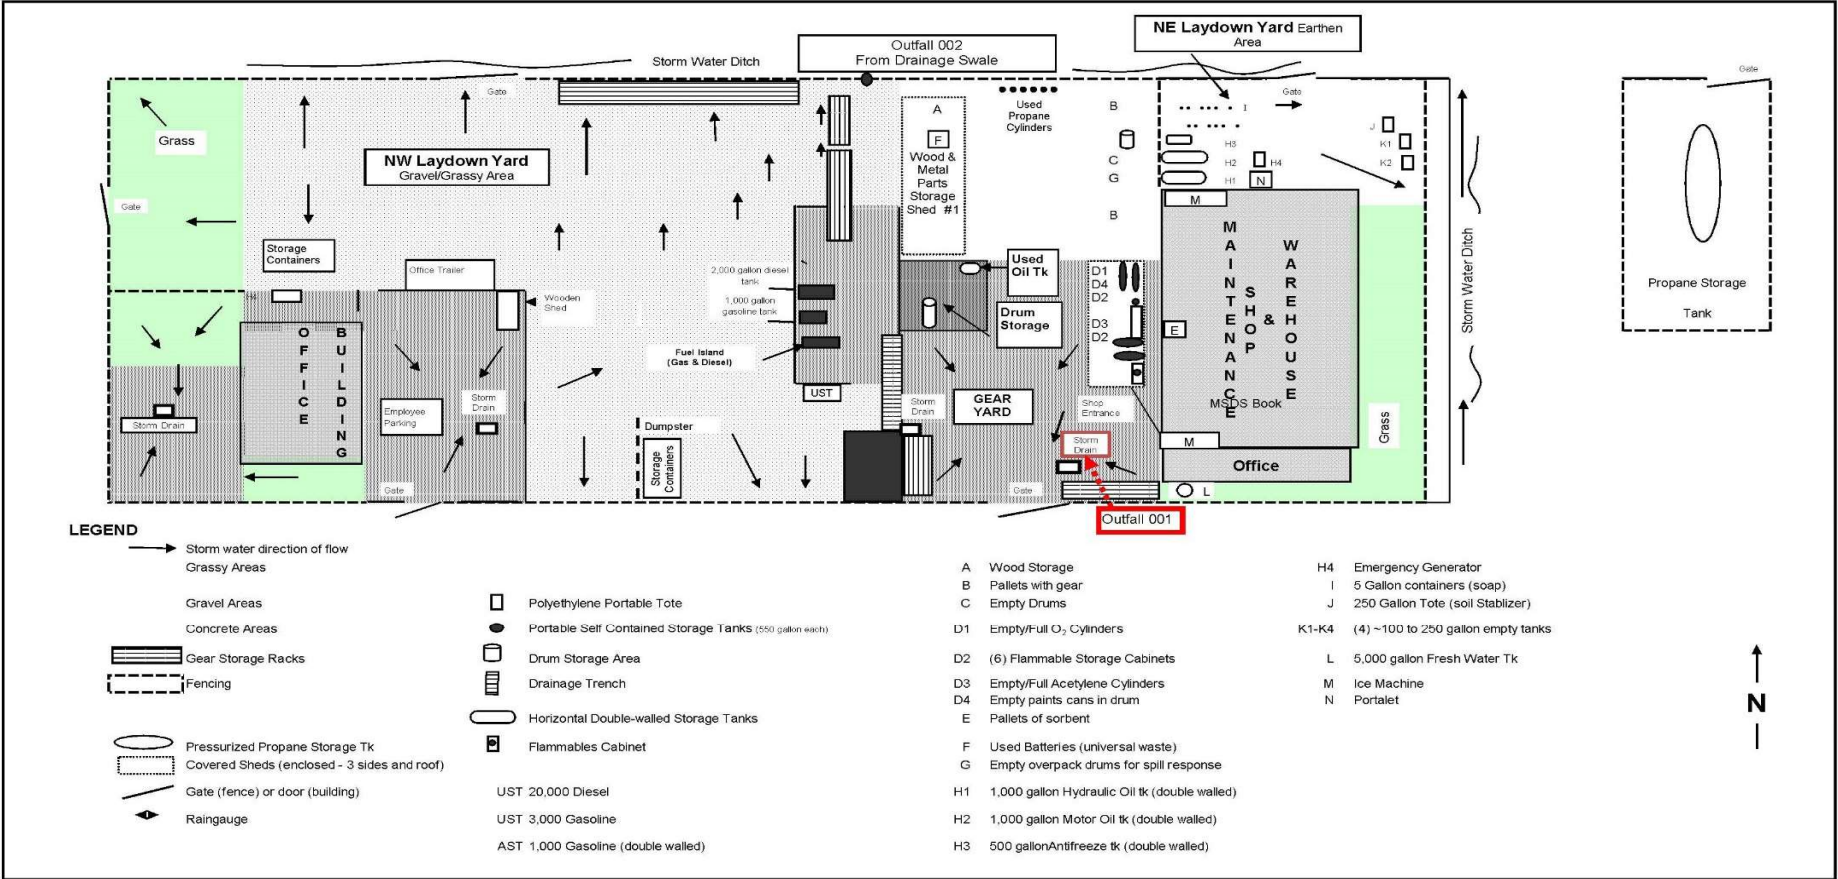 NE Laydown Yard Earthen
Area
Outfall 002
From Drainage Swale
Storm Water Ditch
Gate
Gate
Gate
Grass
NW Laydown Yard
Gravel/Grassy Area
A
F
Wood &
Metal
Parts
Storage
Shed #1
Used
Propane
Cylinders
B
C
G
B
I
H3
H2
H1
H4
N
J
K1
K2
M
Gate
Storage
Containers
Office Trailer
H4
Wooden
Shed
2,000 gallon diesel
tank
1,000 gallon
gasoline tank
Fuel Island
(Gas & Diesel)
UST
Used
Oil Tk
Drum
Storage
D1
D4
D2
D3
D2
E
MAINTENANCE
SHOP
&
WAREHOUSE
MSDS Book
Storm Water Ditch
Propane Storage
Tank
OFFICE
BUILDING
Storm Drain
Employee
Parking
Storm
Drain
Gate
Dumpster
Storage
Containers
Storm
Drain
GEAR
YARD
Shop
Entrance
Storm
Drain
M
Office
Grass
Gate
L
Outfall 001
LEGEND
Storm water direction of flow
Grassy Areas
Gravel Areas
Concrete Areas
Gear Storage Racks
Fencing
Pressurized Propane Storage Tk
Covered Sheds (enclosed - 3 sides and roof)
Gate (fence) or door (building)
Raingauge
Polyethylene Portable Tote
Portable Self Contained Storage Tanks (550 gallon each)
Drum Storage Area
Drainage Trench
Horizontal Double-walled Storage Tanks
Flammables Cabinet
UST 20,000 Diesel
UST 3,000 Gasoline
AST 1,000 Gasoline (double walled)
A Wood Storage
B Pallets with gear
C Empty Drums
D1 Empty/Full O₂ Cylinders
D2 (6) Flammable Storage Cabinets
D3 Empty/Full Acetylene Cylinders
D4 Empty paints cans in drum
E Pallets of sorbent
F Used Batteries (universal waste)
G Empty overpack drums for spill response
H1 1,000 gallon Hydraulic Oil tk (double walled)
H2 1,000 gallon Motor Oil tk (double walled)
H3 500 gallonAntifreeze tk (double walled)
H4 Emergency Generator
I 5 Gallon containers (soap)
J 250 Gallon Tote (soil Stablizer)
K1-K4 (4) ~100 to 250 gallon empty tanks
L 5,000 gallon Fresh Water Tk
M Ice Machine
N Portalet
N